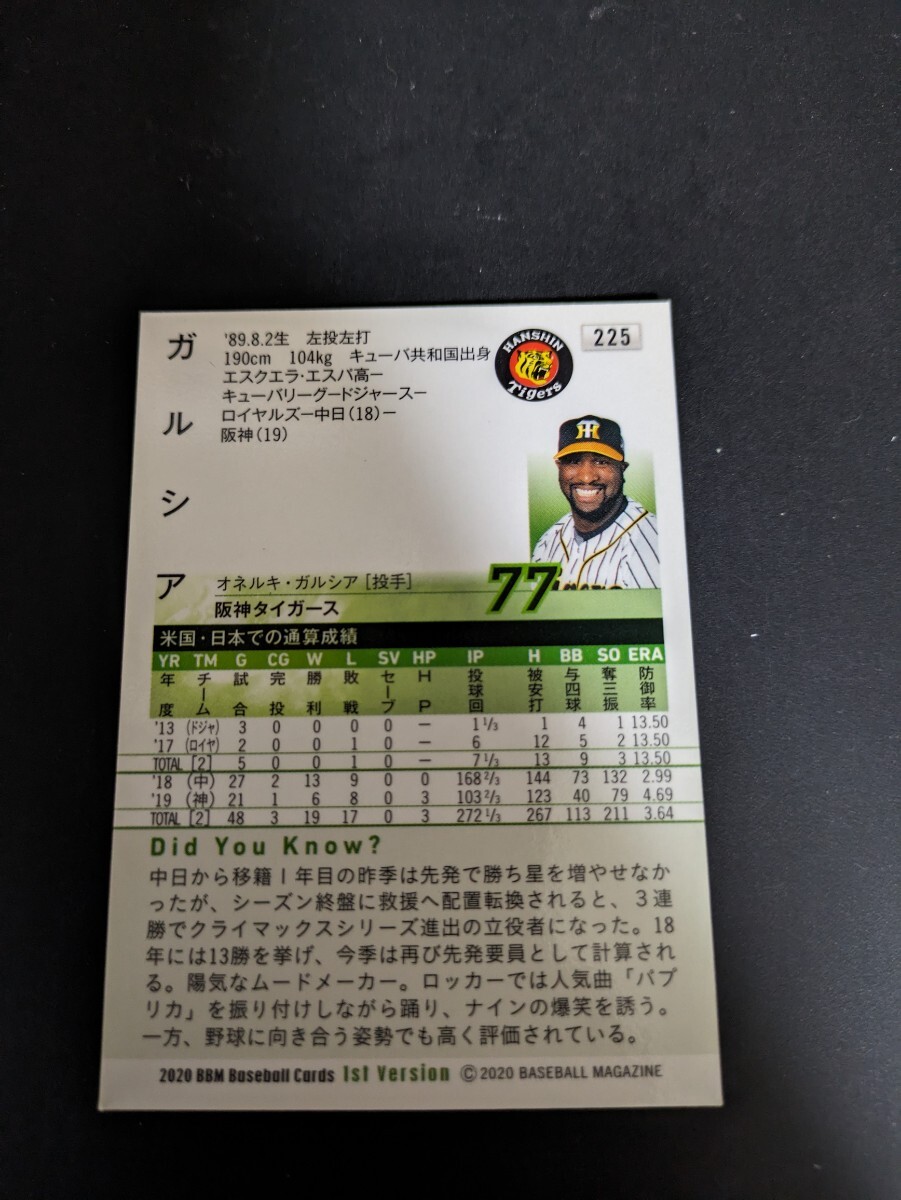 ガルシア
'89.8.2生 左投左打
190cm 104kg キューバ共和国出身
エスクエラ・エスパ高ー
キューバリーグードジャースー
ロイヤルズー中日(18)ー
阪神(19)
HANSHIN
Tigers
225
オネルキ・ガルシア [投手]
阪神タイガース
77
米国・日本での通算成績
YR TM G CG W L SV HP IP H BB SO ERA
年度 チーム 試合 完投 勝利 敗戦 セーブ HP 投球回 被安打 与四球 奪三振 防御率
'13 (ドジャ) 3 0 0 0 0 ー 1 1/3 1 4 1 13.50
'17 (ロイヤ) 2 0 0 1 0 ー 6 12 5 2 13.50
TOTAL [2] 5 0 0 1 0 ー 7 1/3 13 9 3 13.50
'18 (中) 27 2 13 9 0 0 168 2/3 144 73 132 2.99
'19 (神) 21 1 6 8 0 3 103 2/3 123 40 79 4.69
TOTAL [2] 48 3 19 17 0 3 272 1/3 267 113 211 3.64
Did You Know?
中日から移籍1年目の昨季は先発で勝ち星を増やせなか
ったが、シーズン終盤に救援へ配置転換されると、3連
勝でクライマックスシリーズ進出の立役者になった。18
年には13勝を挙げ、今季は再び先発要員として計算され
る。陽気なムードメーカー。ロッカーでは人気曲「パプ
リカ」を振り付けしながら踊り、ナインの爆笑を誘う。
一方、野球に向き合う姿勢でも高く評価されている。
2020 BBM Baseball Cards 1st Version © 2020 BASEBALL MAGAZINE